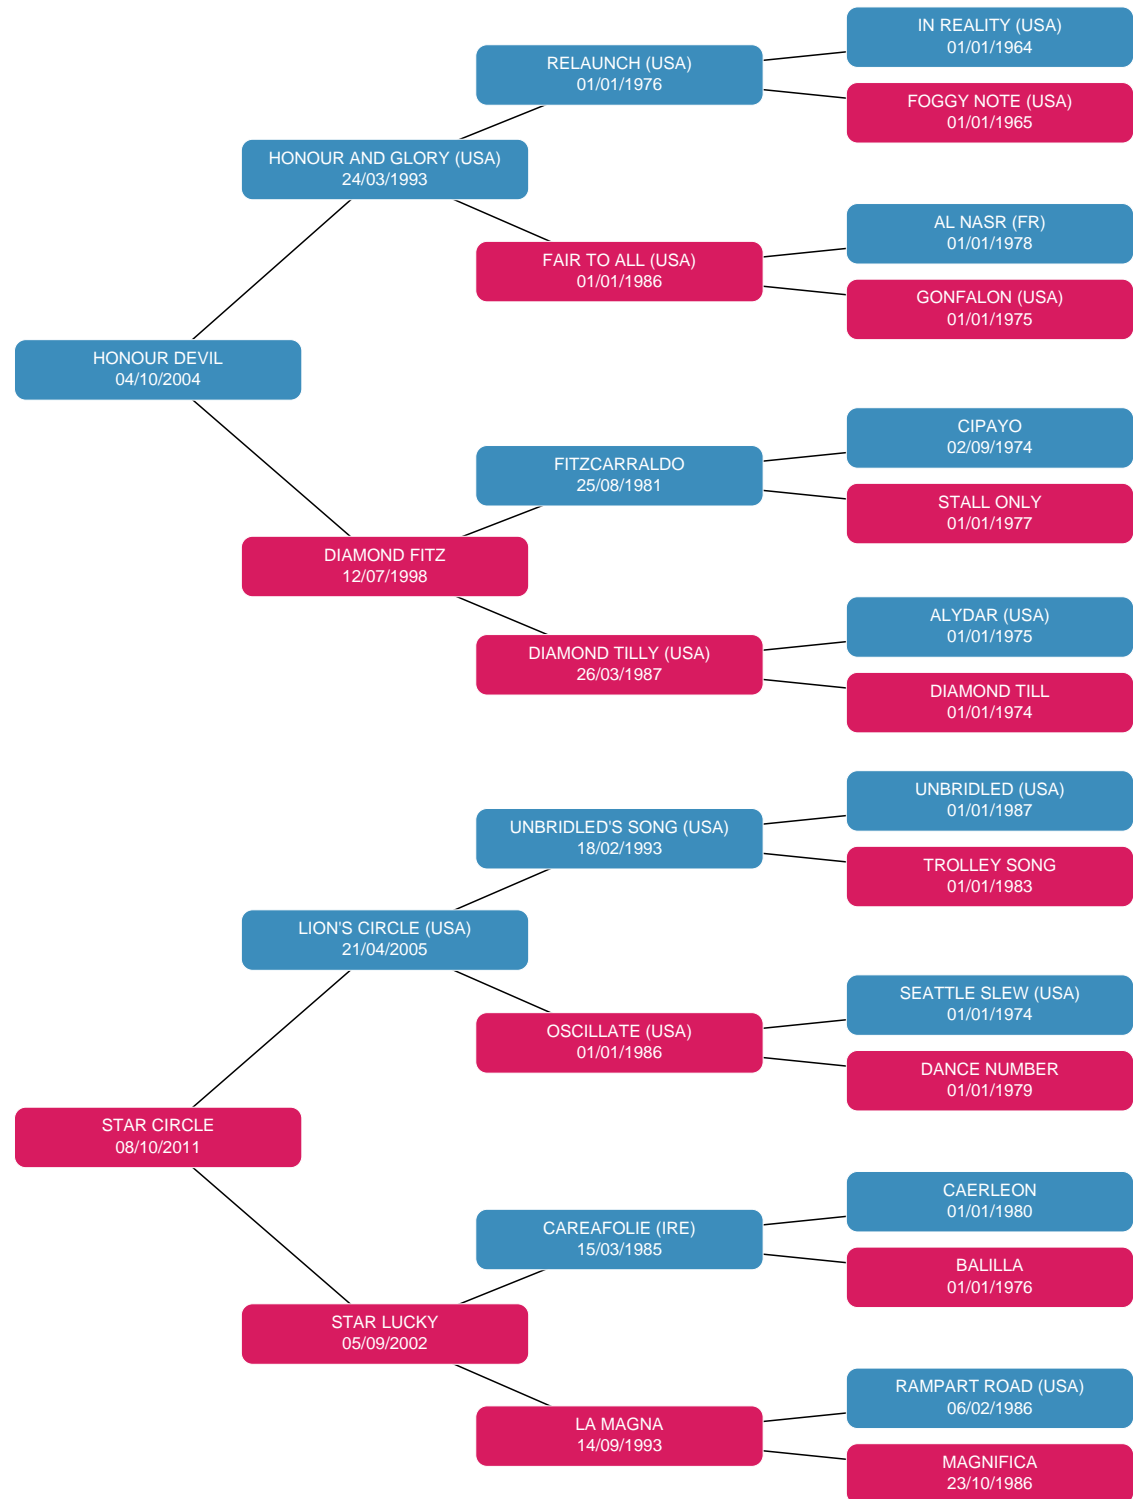 IN REALITY (USA)
01/01/1964
RELAUNCH (USA)
01/01/1976
FOGGY NOTE (USA)
01/01/1965
HONOUR AND GLORY (USA)
24/03/1993
AL NASR (FR)
01/01/1978
FAIR TO ALL (USA)
01/01/1986
GONFALON (USA)
01/01/1975
HONOUR DEVIL
04/10/2004
CIPAYO
02/09/1974
FITZCARRALDO
25/08/1981
STALL ONLY
01/01/1977
DIAMOND FITZ
12/07/1998
ALYDAR (USA)
01/01/1975
DIAMOND TILLY (USA)
26/03/1987
DIAMOND TILL
01/01/1974
UNBRIDLED (USA)
01/01/1987
UNBRIDLED'S SONG (USA)
18/02/1993
TROLLEY SONG
01/01/1983
LION'S CIRCLE (USA)
21/04/2005
SEATTLE SLEW (USA)
01/01/1974
OSCILLATE (USA)
01/01/1986
DANCE NUMBER
01/01/1979
STAR CIRCLE
08/10/2011
CAERLEON
01/01/1980
CAREAFOLIE (IRE)
15/03/1985
BALILLA
01/01/1976
STAR LUCKY
05/09/2002
RAMPART ROAD (USA)
06/02/1986
LA MAGNA
14/09/1993
MAGNIFICA
23/10/1986